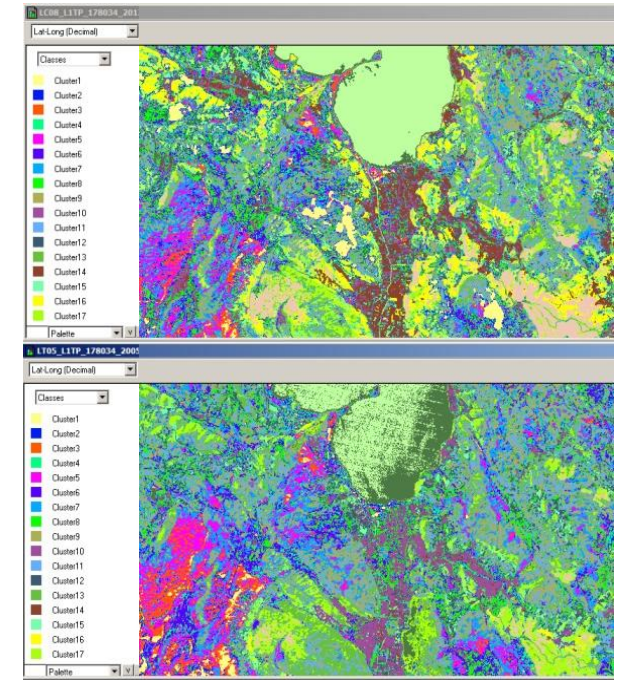 LC08_L1TP_178034_201
Lat-Long (Decimal)
Classes
Cluster1
Cluster2
Cluster3
Cluster4
Cluster5
Cluster6
Cluster7
Cluster8
Cluster9
Cluster10
Cluster11
Cluster12
Cluster13
Cluster14
Cluster15
Cluster16
Cluster17
Palette
V
LT05_L1TP_178034_2005
Lat-Long (Decimal)
Classes
Cluster1
Cluster2
Cluster3
Cluster4
Cluster5
Cluster6
Cluster7
Cluster8
Cluster9
Cluster10
Cluster11
Cluster12
Cluster13
Cluster14
Cluster15
Cluster16
Cluster17
Palette
V